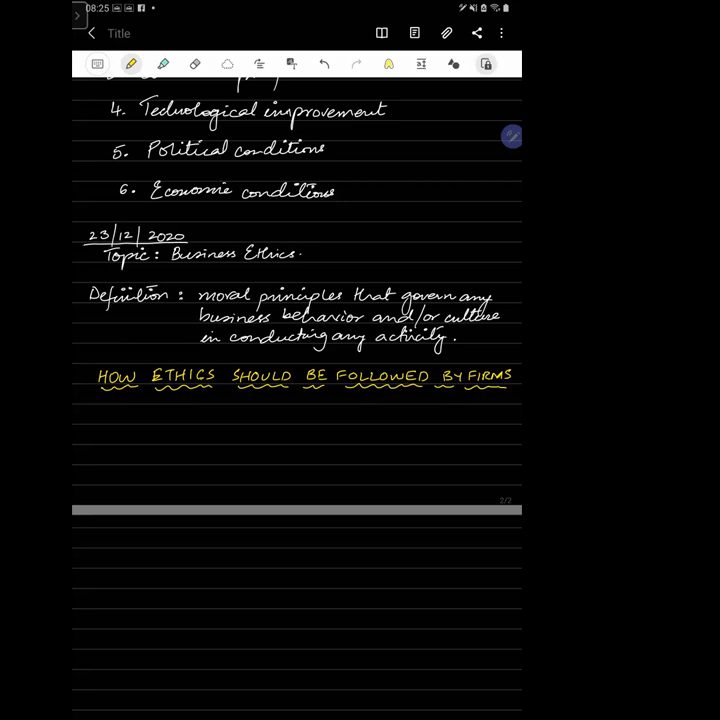 08:25
Title
4. Technological improvement
5. Political conditions
6. Economic conditions
23/12/2020
Topic: Business Ethics.
Definition: moral principles that govern any
business behavior and/or culture
in conducting any activity.
HOW ETHICS SHOULD BE FOLLOWED BY FIRMS
2/2